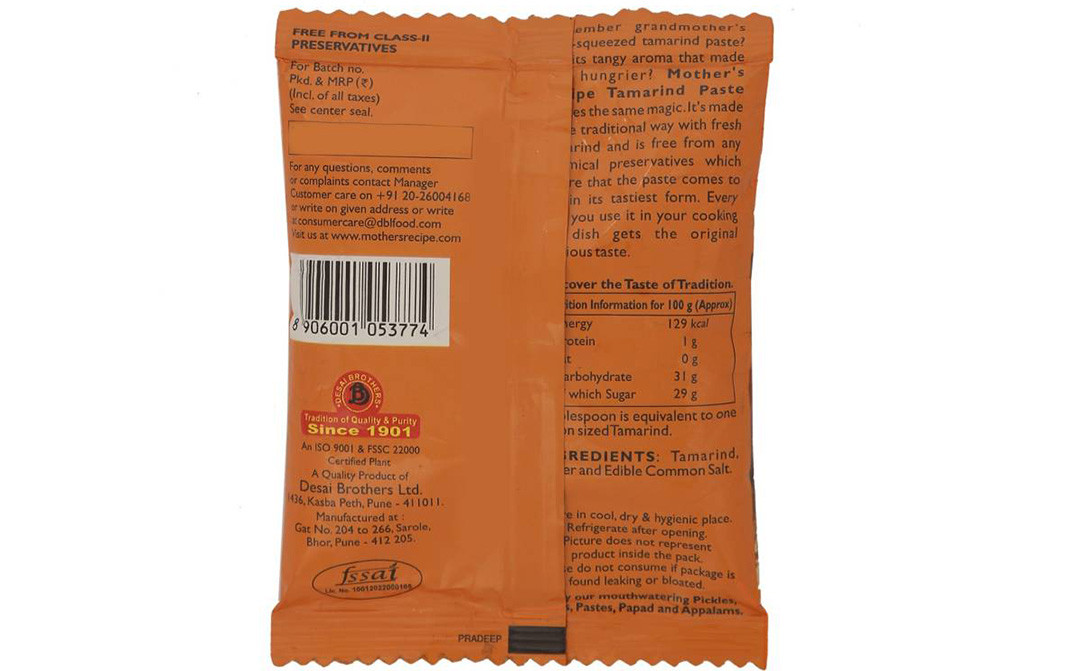 FREE FROM CLASS-II
PRESERVATIVES
For Batch no.
Pkd. & MRP (₹)
(Incl. of all taxes)
See center seal.
For any questions, comments
or complaints contact Manager
Customer care on +91 20-26004168
or write on given address or write
at consumercare@dblfood.com
Visit us at www.mothersrecipe.com
8 906001 053774
DESAI BROTHERS
Tradition of Quality & Purity
Since 1901
An ISO 9001 & FSSC 22000
Certified Plant
A Quality Product of
Desai Brothers Ltd.
1436, Kasba Peth, Pune - 411011.
Manufactured at :
Gat No. 204 to 266, Sarole,
Bhor, Pune - 412 205.
fssai
Lic. No.
PRADEEP
ember grandmother's
-squeezed tamarind paste?
its tangy aroma that made
hungrier? Mother's
ipe Tamarind Paste
es the same magic. It's made
e traditional way with fresh
arind and is free from any
mical preservatives which
re that the paste comes to
in its tastiest form. Every
you use it in your cooking
dish gets the original
ious taste.
cover the Taste of Tradition.
ition Information for 100 g (Approx)
nergy 129 kcal
otein 1 g
t 0 g
arbohydrate 31 g
which Sugar 29 g
blespoon is equivalent to one
on sized Tamarind.
REDIENTS: Tamarind,
er and Edible Common Salt.
e in cool, dry & hygienic place.
Refrigerate after opening.
Picture does not represent
product inside the pack.
e do not consume if package is
found leaking or bloated.
y our mouthwatering Pickles,
s, Pastes, Papad and Appalams.